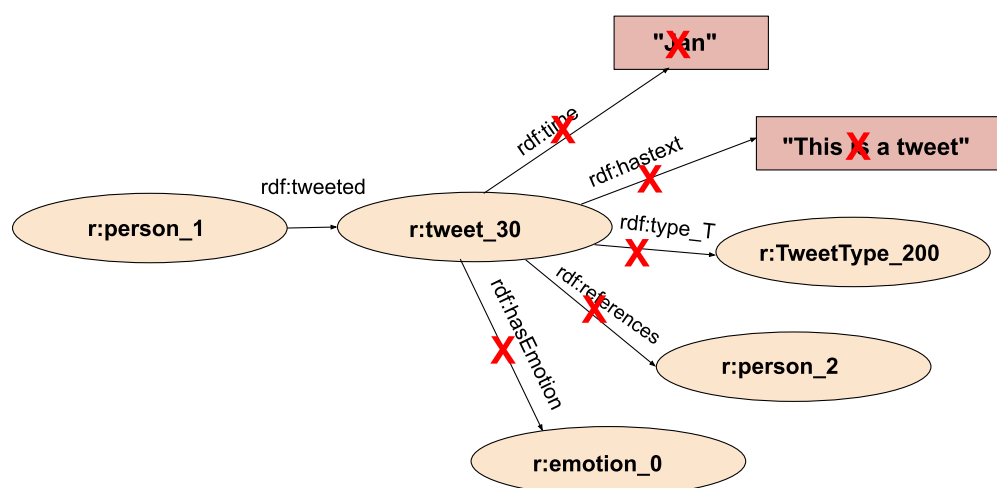 "Jan"
rdf:time
rdf:hastext
"This is a tweet"
rdf:tweeted
r:person_1
r:tweet_30
rdf:type_T
r:TweetType_200
rdf:references
rdf:hasEmotion
r:person_2
r:emotion_0
X
X
X
X
X
X
X